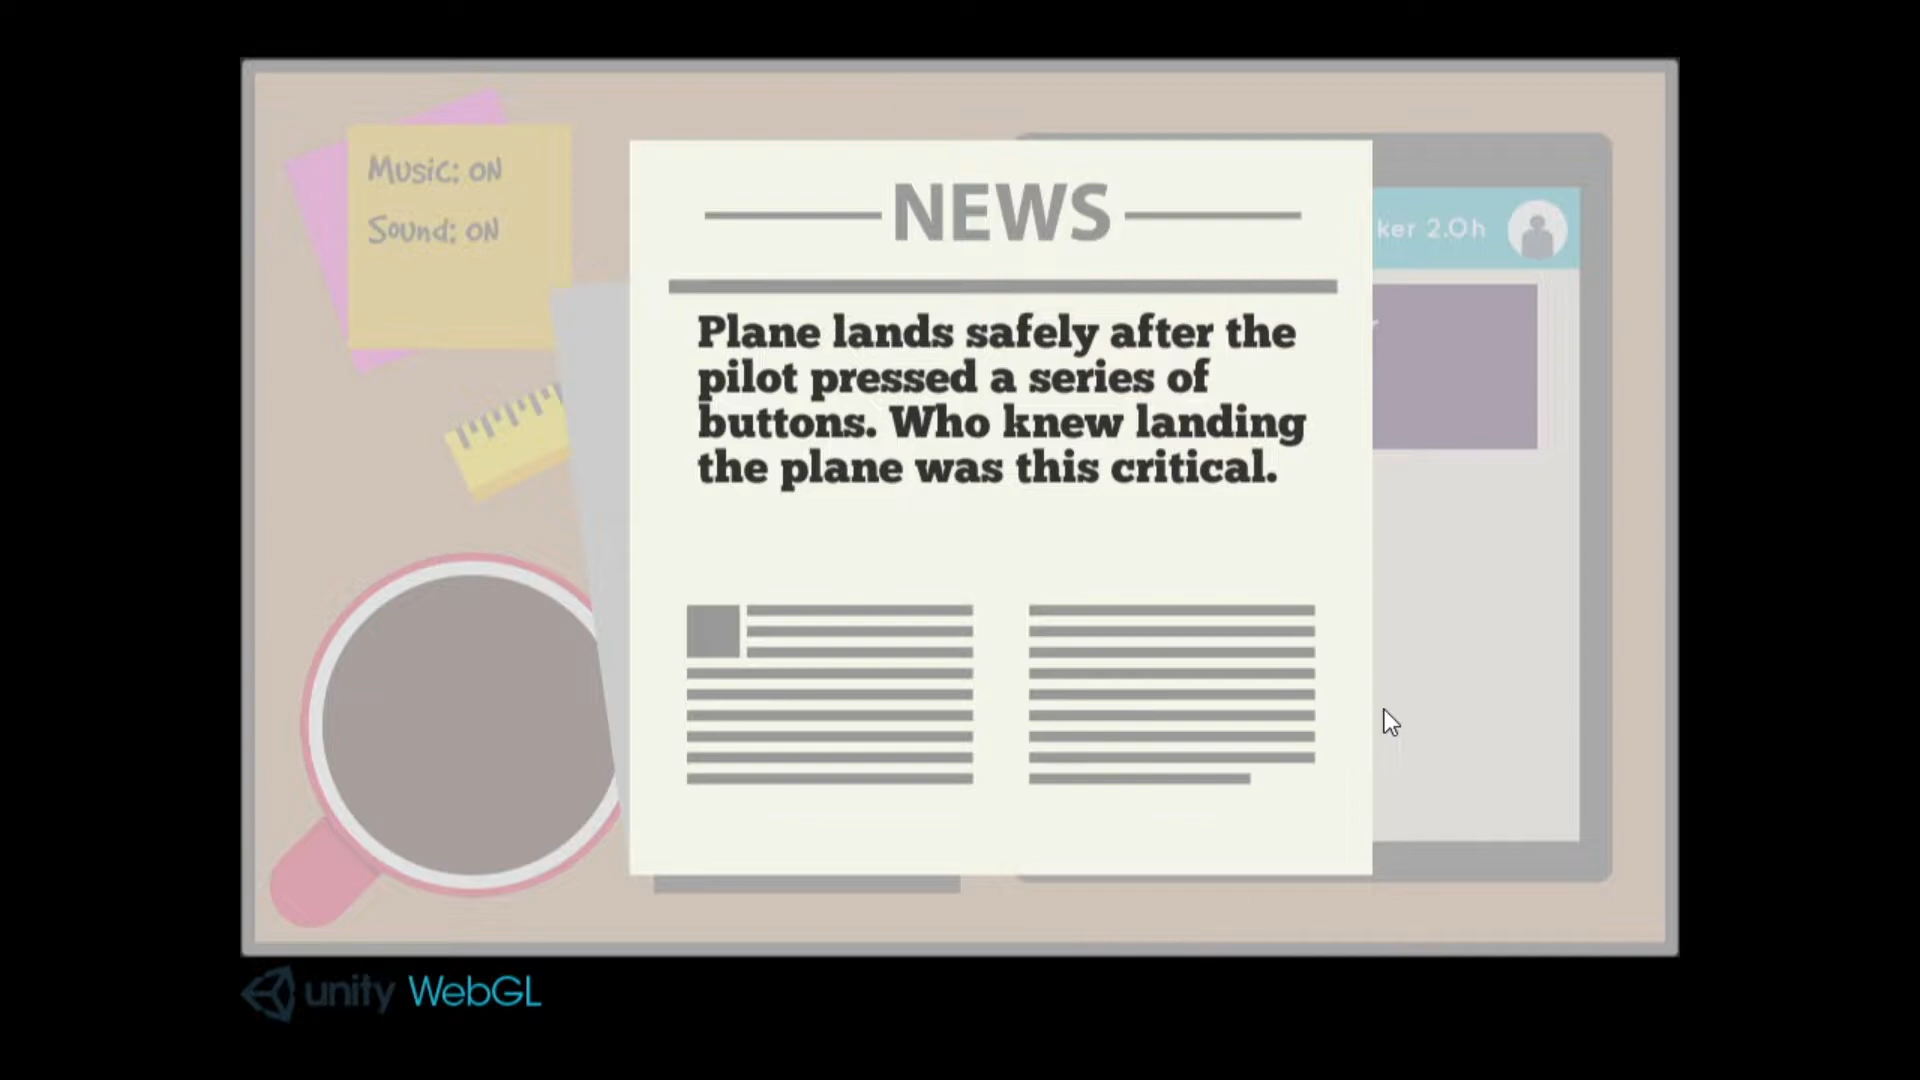 Music: ON
Sound: ON
NEWS
ker 2.0h
Plane lands safely after the
pilot pressed a series of
buttons. Who knew landing
the plane was this critical.
unity WebGL